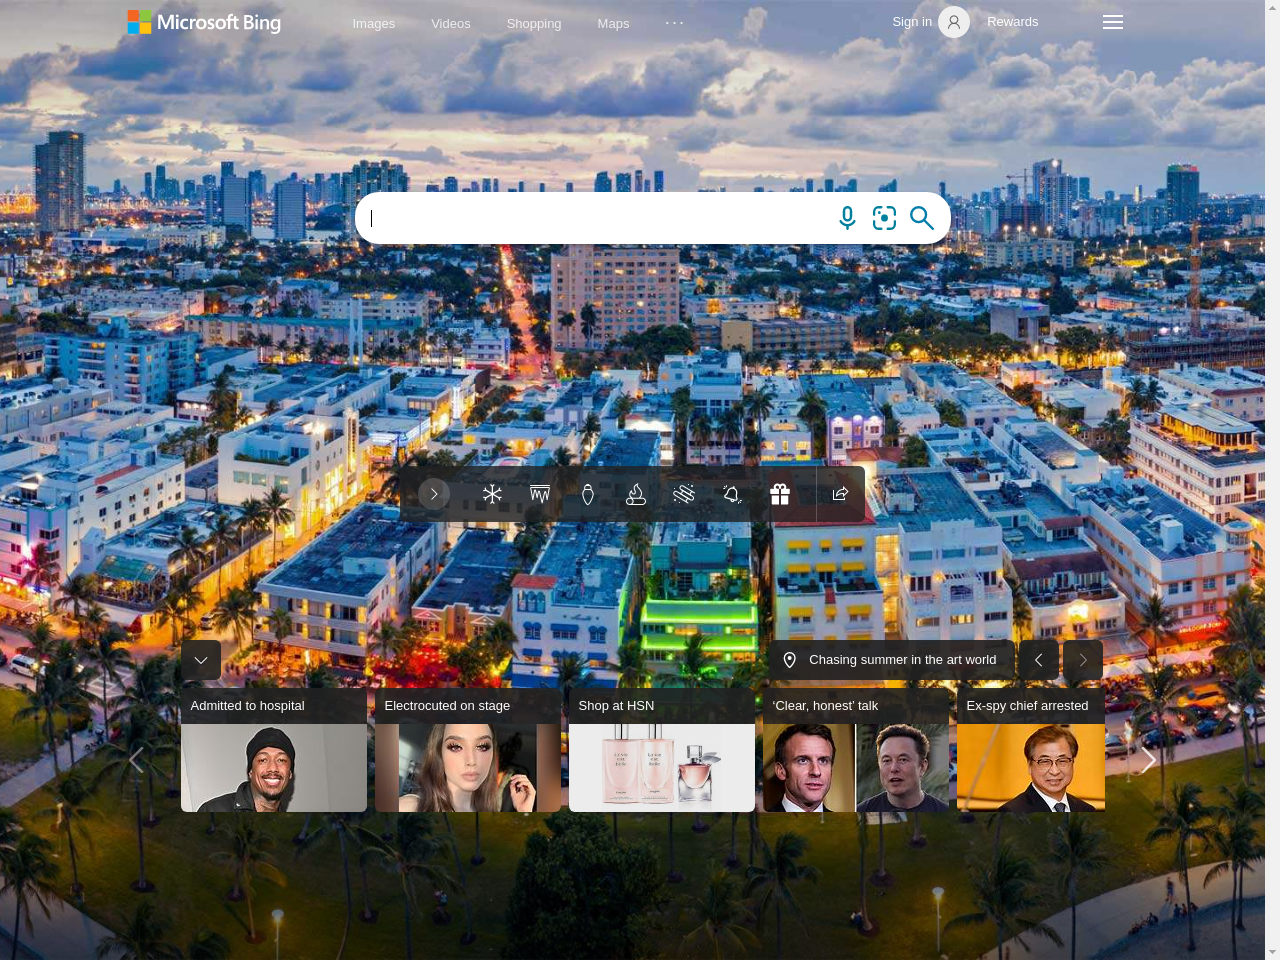 Microsoft Bing
Images
Videos
Shopping
Maps
Sign in
Rewards
Chasing summer in the art world
Admitted to hospital
Electrocuted on stage
Shop at HSN
‘Clear, honest’ talk
Ex-spy chief arrested